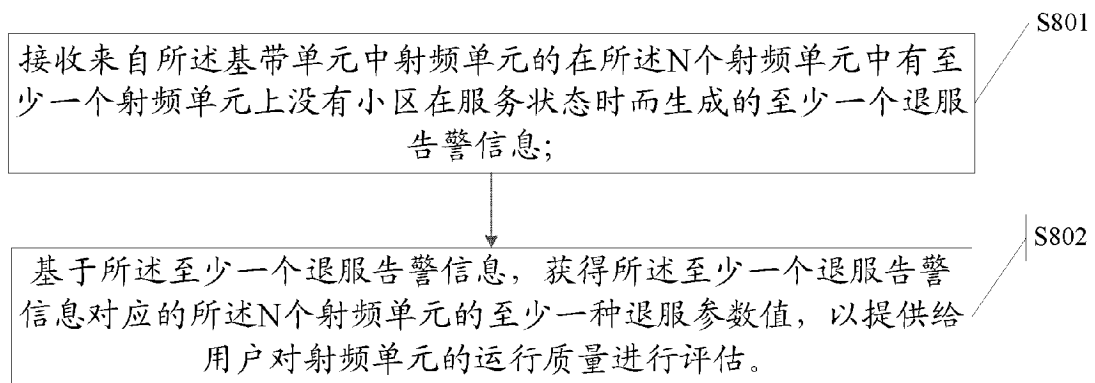 S801
接收来自所述基带单元中射频单元的在所述N个射频单元中有至
少一个射频单元上没有小区在服务状态时而生成的至少一个退服
告警信息;
S802
基于所述至少一个退服告警信息，获得所述至少一个退服告警
信息对应的所述N个射频单元的至少一种退服参数值，以提供给
用户对射频单元的运行质量进行评估。